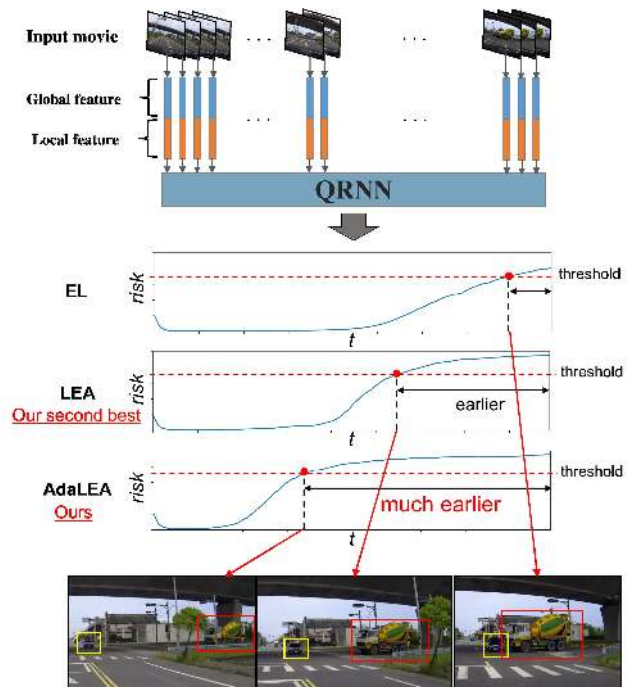 Input movie
. . .
. . .
Global feature
. . .
. . .
Local feature
QRNN
EL
risk
threshold
t
LEA
Our second best
risk
threshold
earlier
t
AdaLEA
Ours
risk
threshold
much earlier
t